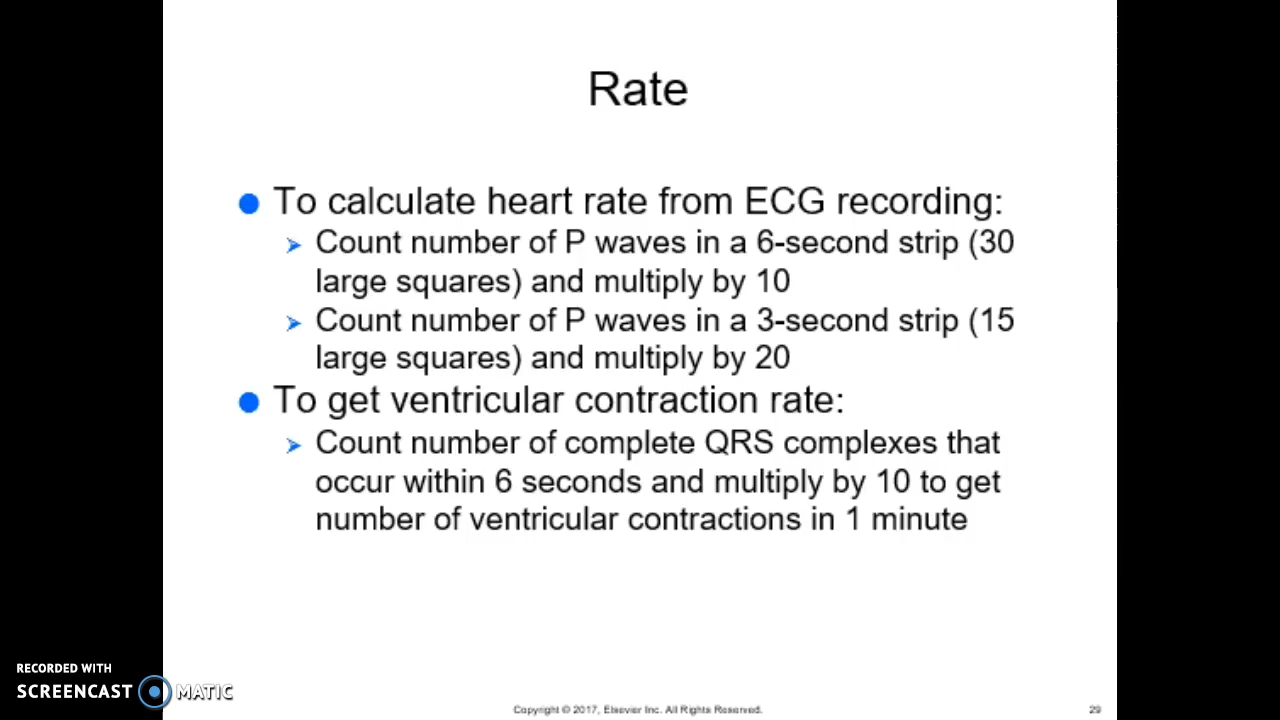 Rate
To calculate heart rate from ECG recording:
Count number of P waves in a 6-second strip (30
large squares) and multiply by 10
Count number of P waves in a 3-second strip (15
large squares) and multiply by 20
To get ventricular contraction rate:
Count number of complete QRS complexes that
occur within 6 seconds and multiply by 10 to get
number of ventricular contractions in 1 minute
RECORDED WITH
SCREENCAST MATIC
Copyright © 2017, Elsevier Inc. All Rights Reserved.
29